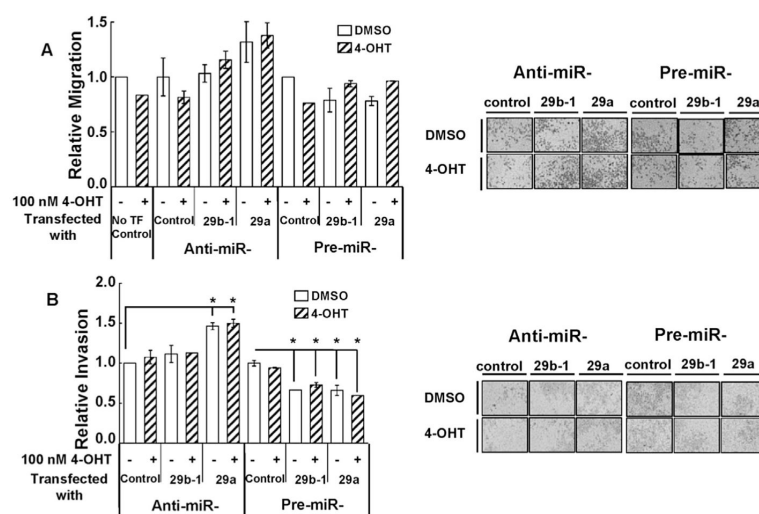 A
Relative Migration
1.5
1.0
0.5
0.0
DMSO
4-OHT
100 nM 4-OHT - + - + - + - + - + - + - +
Transfected with
No TF Control
Control 29b-1 29a Control 29b-1 29a
Anti-miR- Pre-miR-
Anti-miR- Pre-miR-
control 29b-1 29a control 29b-1 29a
DMSO
4-OHT
B
Relative Invasion
2.0
1.5
1.0
0.5
0.0
DMSO
4-OHT
* *
* * * *
100 nM 4-OHT - + - + - + - + - + - +
Transfected with
Control 29b-1 29a Control 29b-1 29a
Anti-miR- Pre-miR-
Anti-miR- Pre-miR-
control 29b-1 29a control 29b-1 29a
DMSO
4-OHT